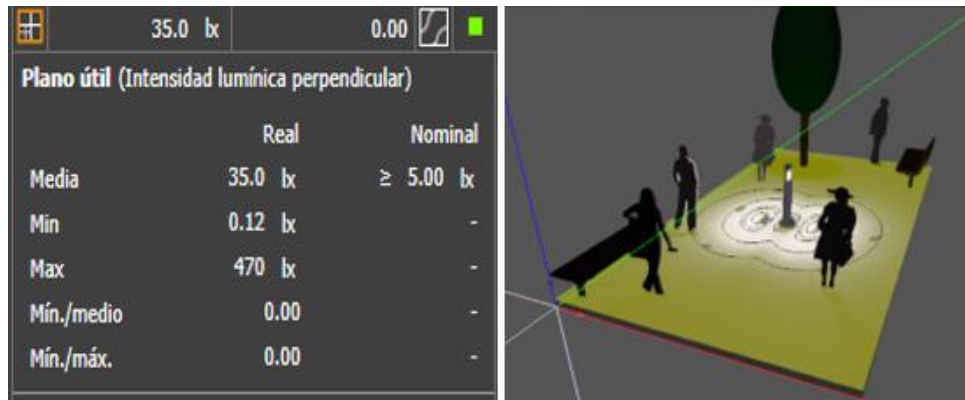 35.0 lx 0.00
Plano útil (Intensidad lumínica perpendicular)
Real Nominal
Media 35.0 lx ≥ 5.00 lx
Min 0.12 lx -
Max 470 lx -
Mín./medio 0.00 -
Mín./máx. 0.00 -